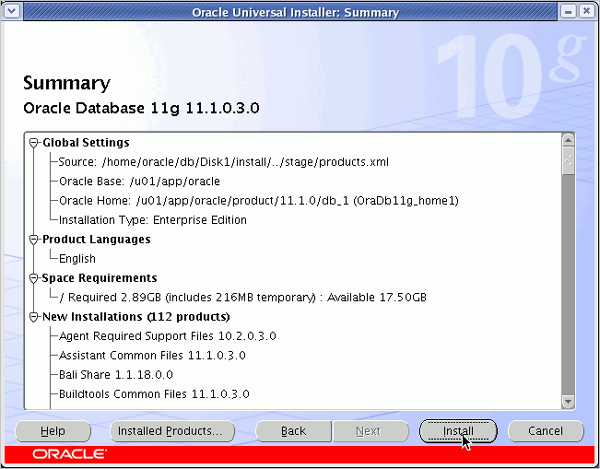 Oracle Universal Installer: Summary
10g
Summary
Oracle Database 11g 11.1.0.3.0
Global Settings
Source: /home/oracle/db/Disk1/install/../stage/products.xml
Oracle Base: /u01/app/oracle
Oracle Home: /u01/app/oracle/product/11.1.0/db_1 (OraDb11g_home1)
Installation Type: Enterprise Edition
Product Languages
English
Space Requirements
/ Required 2.89GB (includes 216MB temporary) : Available 17.50GB
New Installations (112 products)
Agent Required Support Files 10.2.0.3.0
Assistant Common Files 11.1.0.3.0
Bali Share 1.1.18.0.0
Buildtools Common Files 11.1.0.3.0
Help Installed Products... Back Next Install Cancel
ORACLE